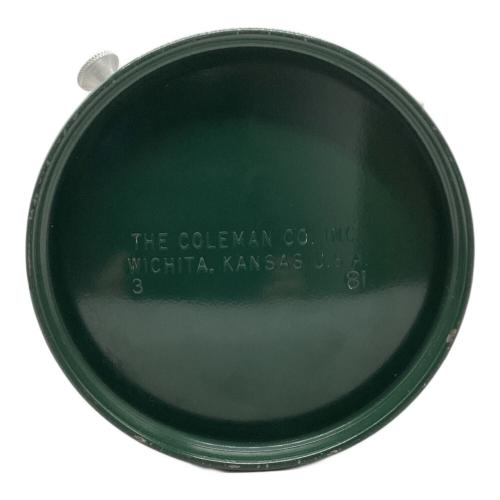 THE COLEMAN CO. INC.
WICHITA, KANSAS U.S.A.
3 81